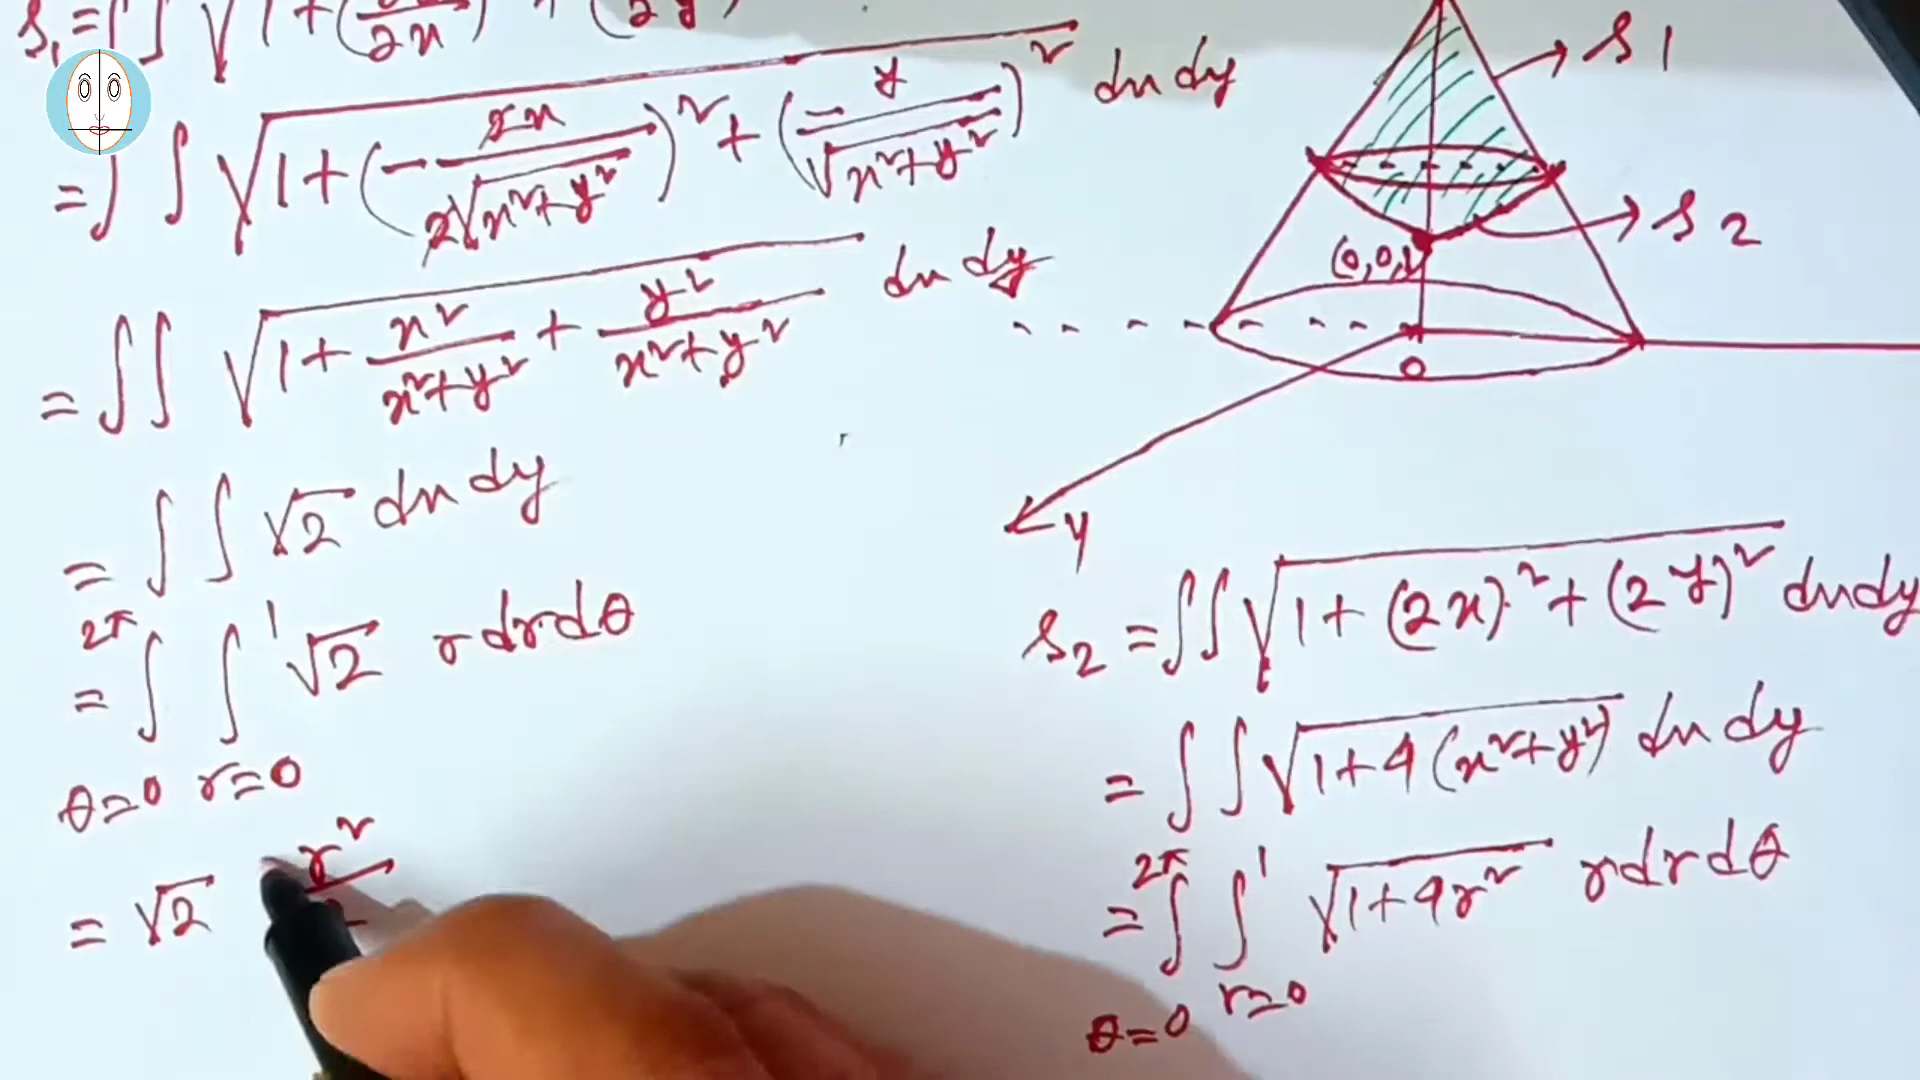 S₁ = ∫∫ √1 + (
= ∫∫ √1 + (- 2x / 2√x²+y²)² + (- y / √x²+y²)² dx dy
= ∫∫ √1 + x² / x²+y² + y² / x²+y² dx dy
= ∫∫ √2 dx dy
2π 1
= ∫ ∫ √2 r dr dθ
θ=0 r=0
= √2 r² / 2
S1
S2
(0,0,1)
0
y
S₂ = ∫∫ √1 + (2x)² + (2y)² dx dy
= ∫∫ √1+4(x²+y²) dx dy
2π 1
= ∫ ∫ √1+4r² r dr dθ
θ=0 r=0